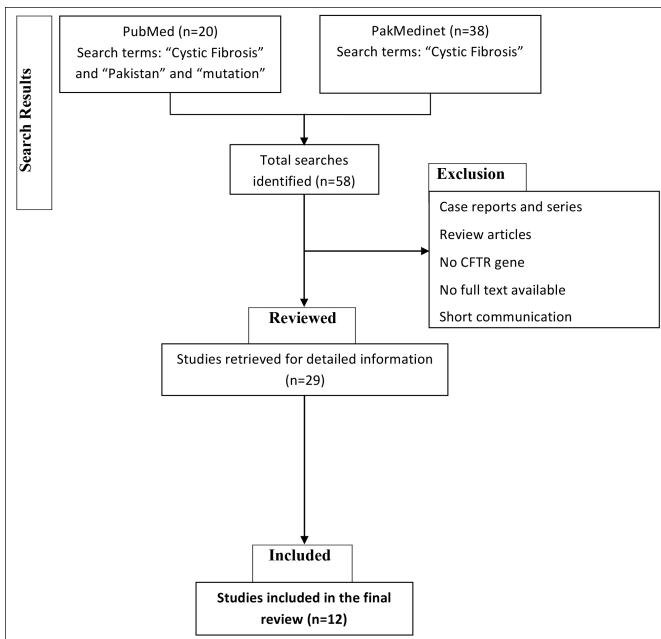 Search Results
PubMed (n=20)
Search terms: “Cystic Fibrosis”
and “Pakistan” and “mutation”
PakMedinet (n=38)
Search terms: “Cystic Fibrosis”
Total searches
identified (n=58)
Exclusion
Case reports and series
Review articles
No CFTR gene
No full text available
Short communication
Reviewed
Studies retrieved for detailed information
(n=29)
Included
Studies included in the final
review (n=12)